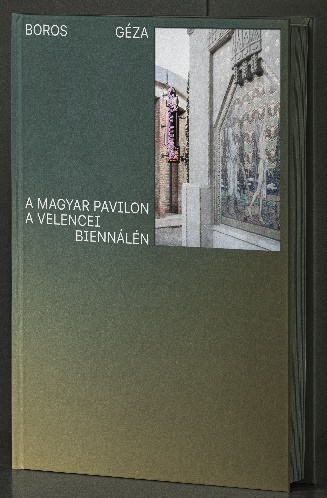 BOROS GÉZA
A MAGYAR PAVILON
A VELENCEI
BIENNÁLÉN